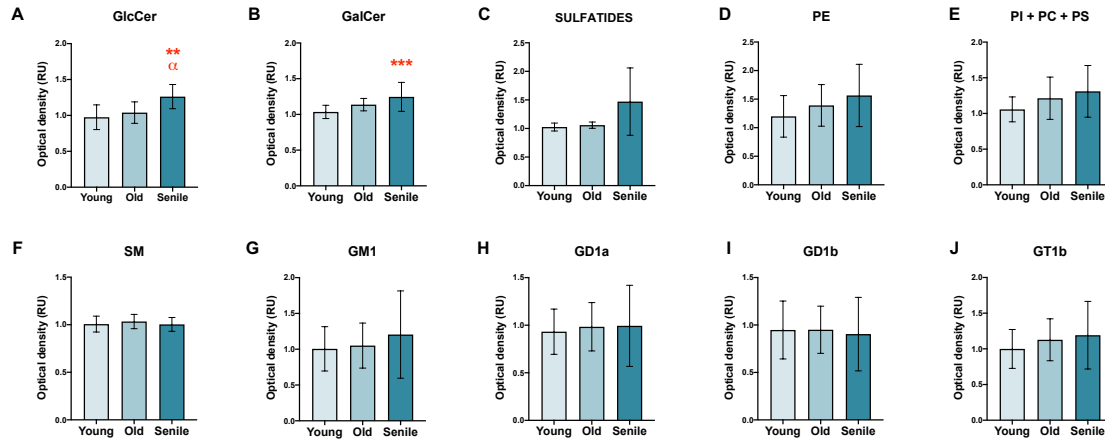 A GlcCer
Optical density (RU)
2.0
1.5
1.0
0.5
0.0
**
α
Young Old Senile
B GalCer
Optical density (RU)
2.0
1.5
1.0
0.5
0.0
***
Young Old Senile
C SULFATIDES
Optical density (RU)
2.5
2.0
1.5
1.0
0.5
0.0
Young Old Senile
D PE
Optical density (RU)
2.5
2.0
1.5
1.0
0.5
0.0
Young Old Senile
E PI + PC + PS
Optical density (RU)
2.0
1.5
1.0
0.5
0.0
Young Old Senile
F SM
Optical density (RU)
1.5
1.0
0.5
0.0
Young Old Senile
G GM1
Optical density (RU)
2.0
1.5
1.0
0.5
0.0
Young Old Senile
H GD1a
Optical density (RU)
1.5
1.0
0.5
0.0
Young Old Senile
I GD1b
Optical density (RU)
1.5
1.0
0.5
0.0
Young Old Senile
J GT1b
Optical density (RU)
2.0
1.5
1.0
0.5
0.0
Young Old Senile